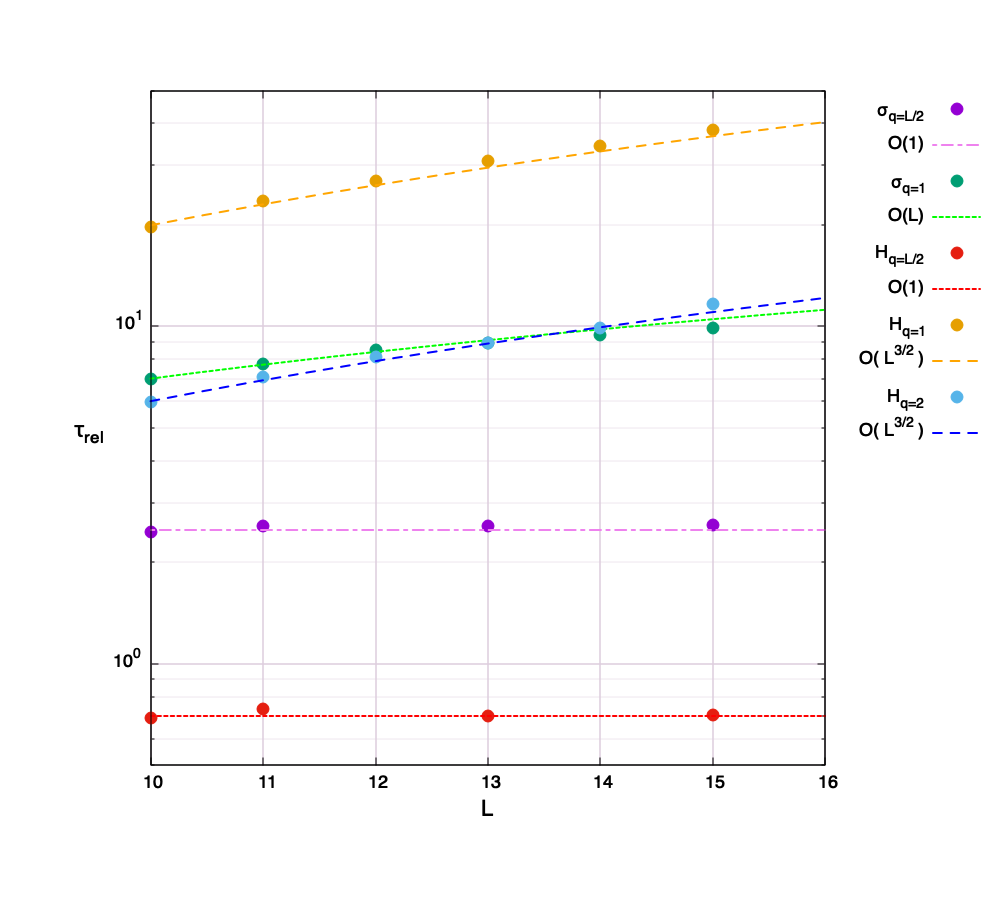 σq=L/2
O(1)
σq=1
O(L)
Hq=L/2
O(1)
Hq=1
O( L3/2 )
Hq=2
O( L3/2 )
101
τrel
100
10 11 12 13 14 15 16
L